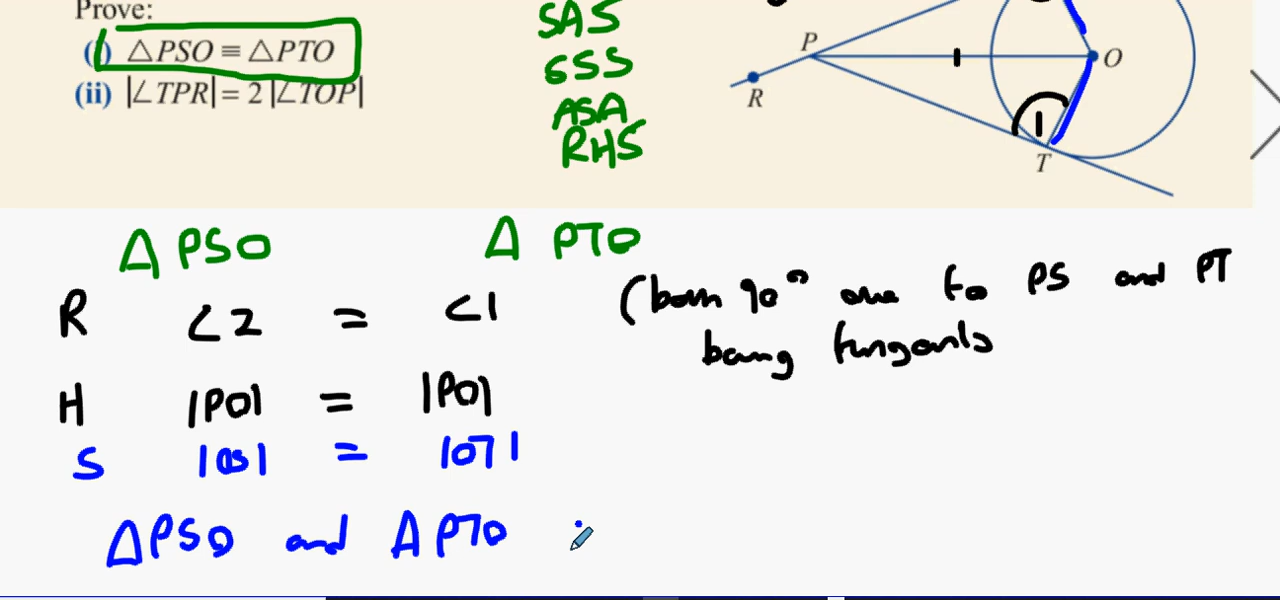 Prove:
(i) △PSO ≡ △PTO
(ii) |∠TPR| = 2 |∠TOP|
SAS
SSS
ASA
RHS
P
O
R
T
1
Δ PSO Δ PTO
R ∠2 = ∠1 (both 90° due to PS and PT
being tangents
H |PO| = |PO|
S |OS| = |OT|
ΔPSO and Δ PTO